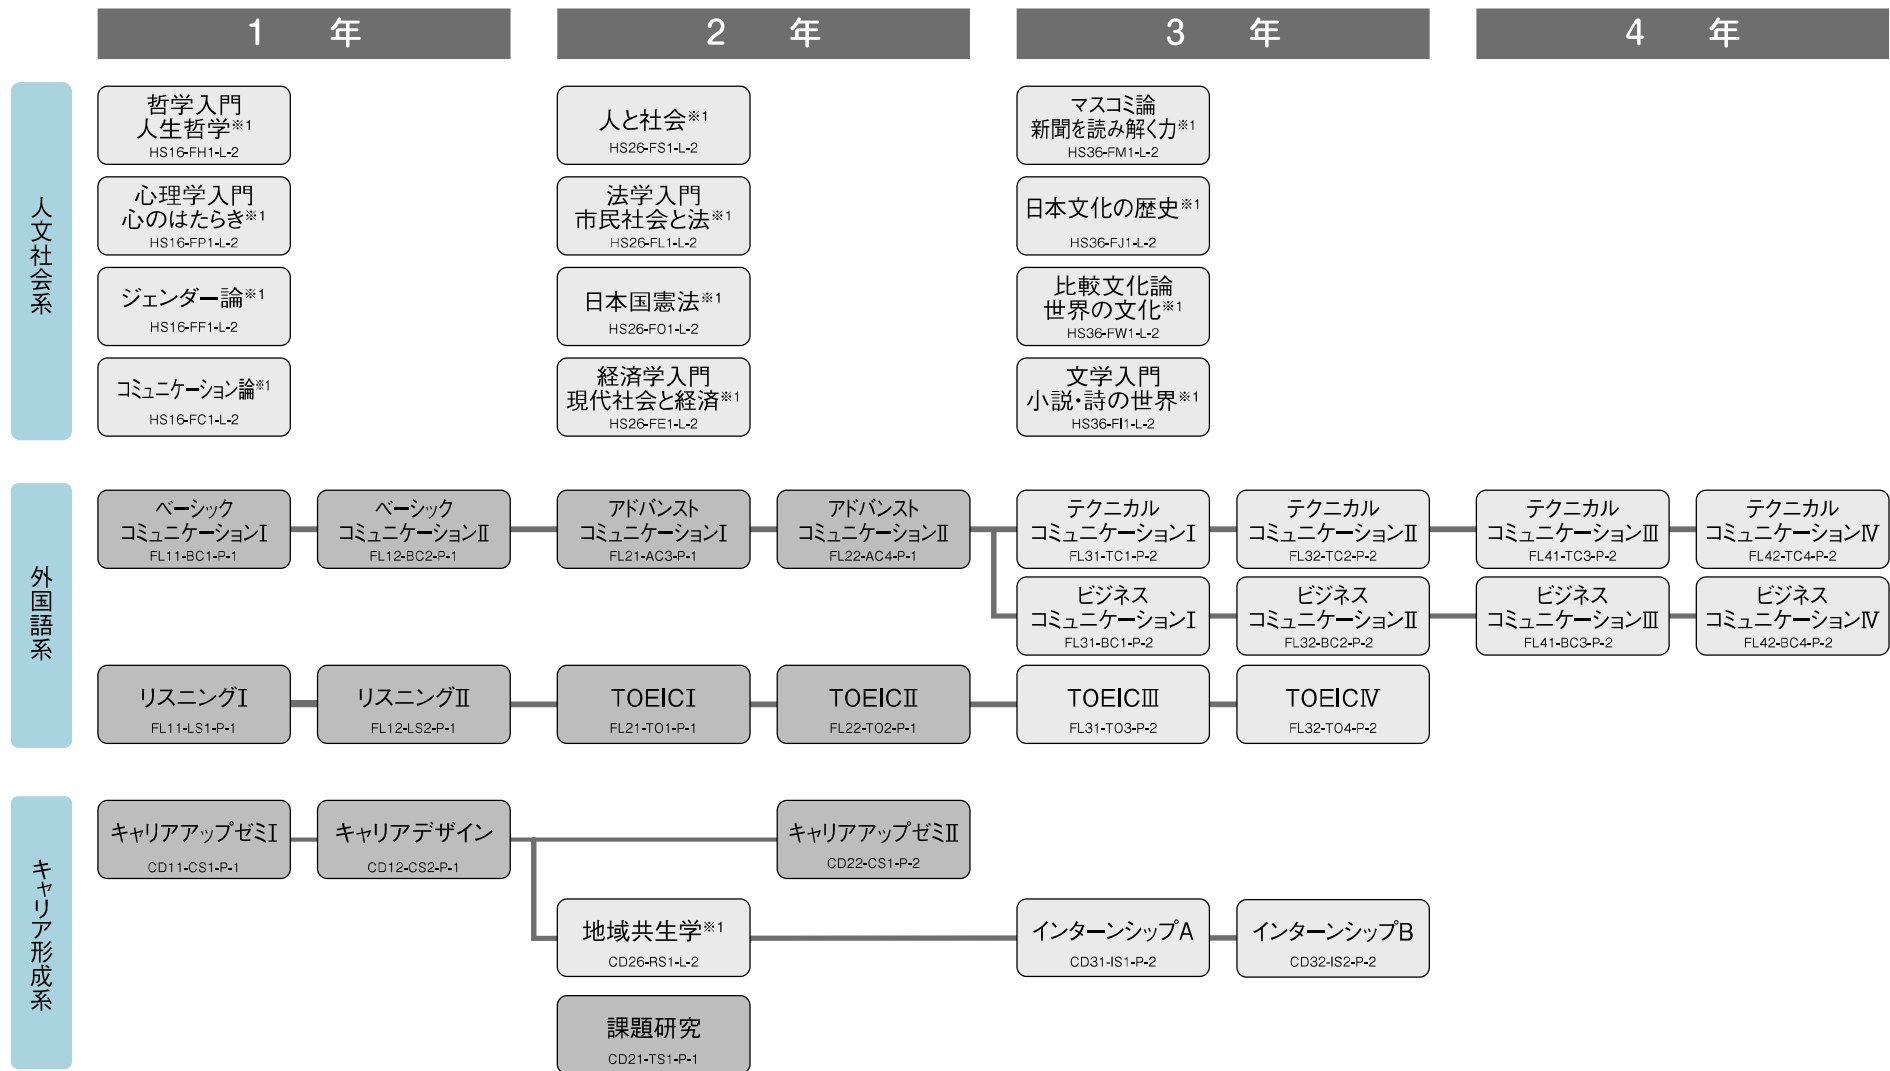 1 年
2 年
3 年
4 年
人文社会系
哲学入門
人生哲学※1
HS16-FH1-L-2
人と社会※1
HS26-FS1-L-2
マスコミ論
新聞を読み解く力※1
HS36-FM1-L-2
心理学入門
心のはたらき※1
HS16-FP1-L-2
法学入門
市民社会と法※1
HS26-FL1-L-2
日本文化の歴史※1
HS36-FJ1-L-2
ジェンダー論※1
HS16-FF1-L-2
日本国憲法※1
HS26-FO1-L-2
比較文化論
世界の文化※1
HS36-FW1-L-2
コミュニケーション論※1
HS16-FC1-L-2
経済学入門
現代社会と経済※1
HS26-FE1-L-2
文学入門
小説・詩の世界※1
HS36-FI1-L-2
外国語系
ベーシック
コミュニケーションⅠ
FL11-BC1-P-1
ベーシック
コミュニケーションⅡ
FL12-BC2-P-1
アドバンスト
コミュニケーションⅠ
FL21-AC3-P-1
アドバンスト
コミュニケーションⅡ
FL22-AC4-P-1
テクニカル
コミュニケーションⅠ
FL31-TC1-P-2
テクニカル
コミュニケーションⅡ
FL32-TC2-P-2
テクニカル
コミュニケーションⅢ
FL41-TC3-P-2
テクニカル
コミュニケーションⅣ
FL42-TC4-P-2
ビジネス
コミュニケーションⅠ
FL31-BC1-P-2
ビジネス
コミュニケーションⅡ
FL32-BC2-P-2
ビジネス
コミュニケーションⅢ
FL41-BC3-P-2
ビジネス
コミュニケーションⅣ
FL42-BC4-P-2
リスニングⅠ
FL11-LS1-P-1
リスニングⅡ
FL12-LS2-P-1
TOEICⅠ
FL21-TO1-P-1
TOEICⅡ
FL22-TO2-P-1
TOEICⅢ
FL31-TO3-P-2
TOEICⅣ
FL32-TO4-P-2
キャリア形成系
キャリアアップゼミⅠ
CD11-CS1-P-1
キャリアデザイン
CD12-CS2-P-1
キャリアアップゼミⅡ
CD22-CS1-P-2
地域共生学※1
CD26-RS1-L-2
インターンシップA
CD31-IS1-P-2
インターンシップB
CD32-IS2-P-2
課題研究
CD21-TS1-P-1